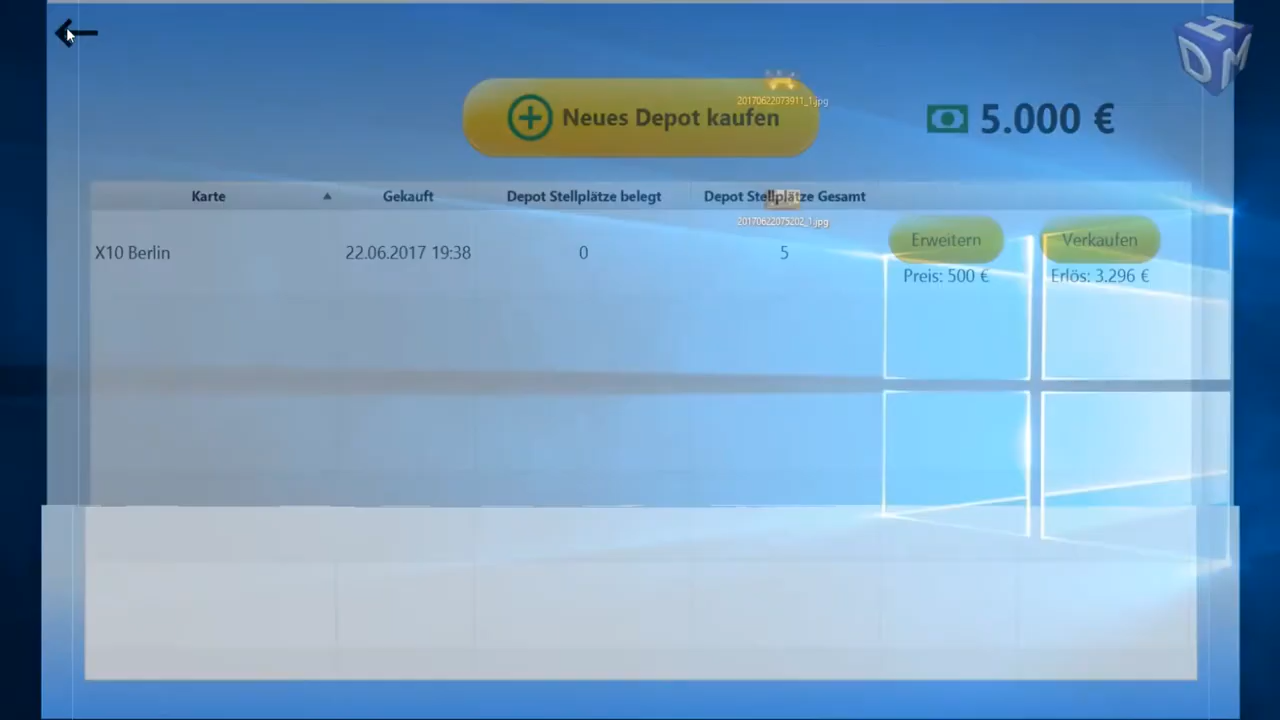 DHM
20170622073911_1.jpg
Neues Depot kaufen
5.000 €
Karte Gekauft Depot Stellplätze belegt Depot Stellplätze Gesamt
20170622075202_1.jpg
X10 Berlin 22.06.2017 19:38 0 5 Erweitern Verkaufen
Preis: 500 € Erlös: 3.296 €